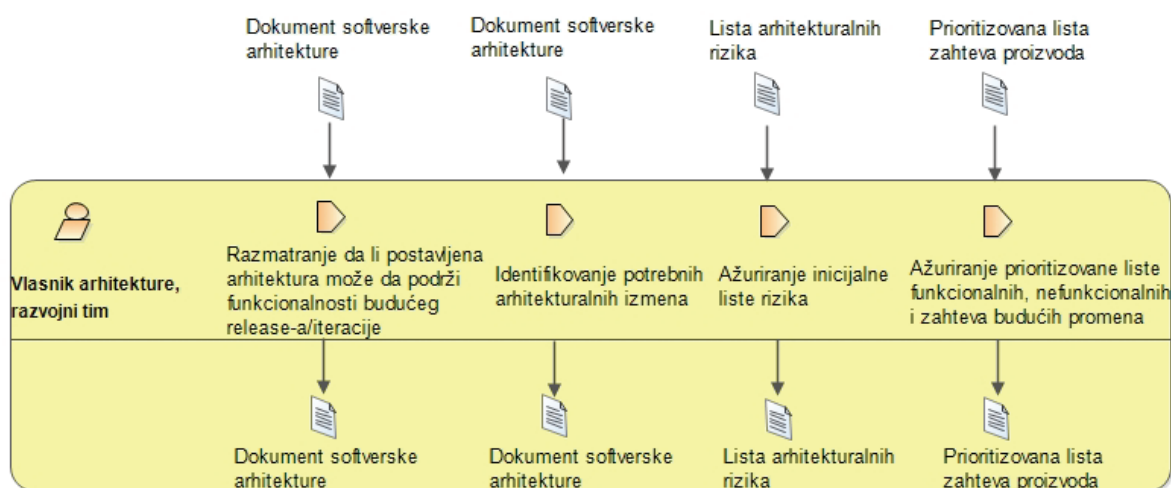 Dokument softverske
arhitekture
Dokument softverske
arhitekture
Lista arhitekturalnih
rizika
Prioritizovana lista
zahteva proizvoda
Vlasnik arhitekture,
razvojni tim
Razmatranje da li postavljena
arhitektura može da podrži
funkcionalnosti budućeg
release-a/iteracije
Identifikovanje potrebnih
arhitekturalnih izmena
Ažuriranje inicijalne
liste rizika
Ažuriranje prioritizovane liste
funkcionalnih, nefunkcionalnih
i zahteva budućih promena
Dokument softverske
arhitekture
Dokument softverske
arhitekture
Lista arhitekturalnih
rizika
Prioritizovana lista
zahteva proizvoda